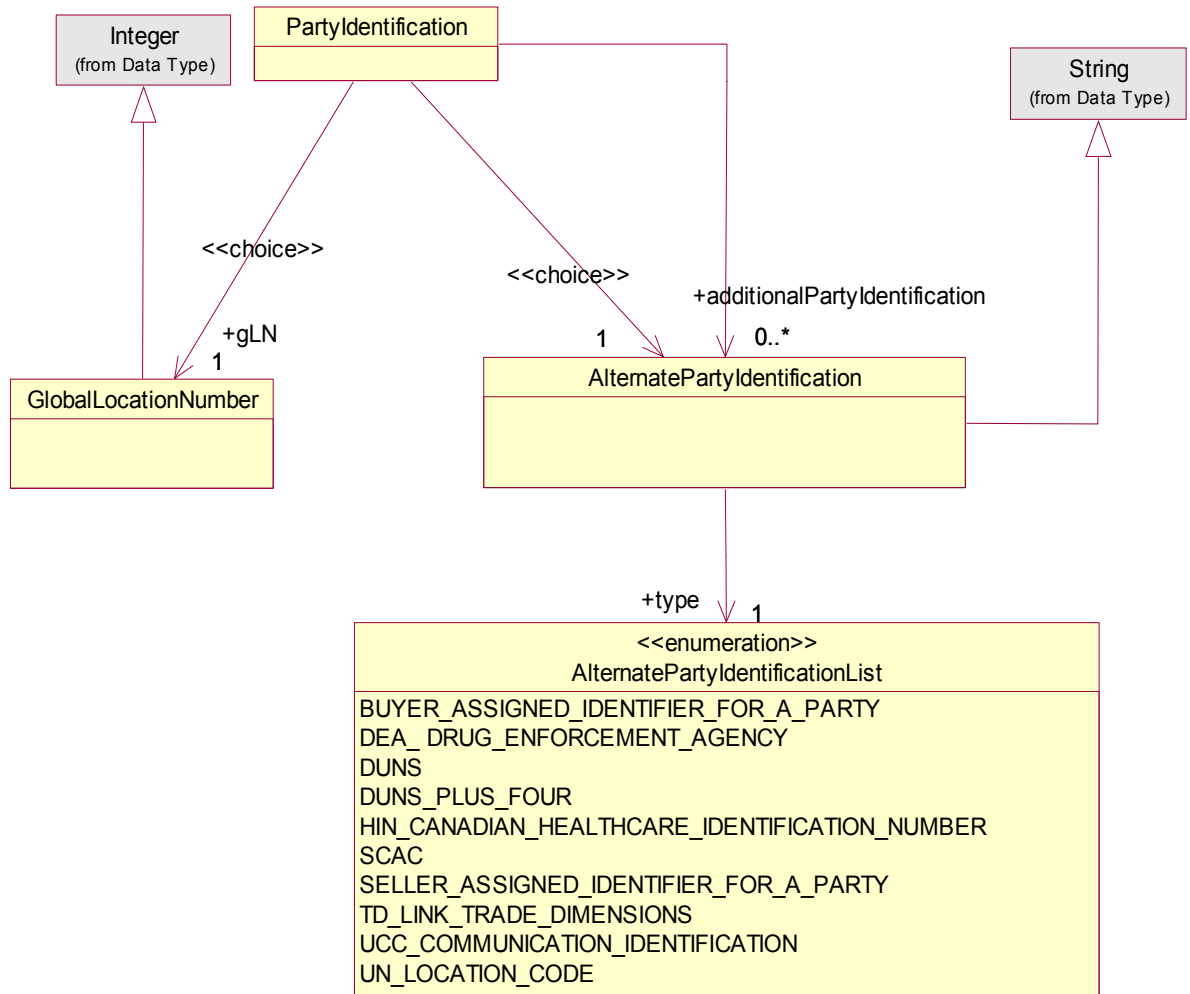 PartyIdentification
Integer
(from Data Type)
String
(from Data Type)
<<choice>>
<<choice>>
+additionalPartyIdentification
+gLN
1
1
0..*
GlobalLocationNumber
AlternatePartyIdentification
+type
1
<<enumeration>>
AlternatePartyIdentificationList
BUYER_ASSIGNED_IDENTIFIER_FOR_A_PARTY
DEA_ DRUG_ENFORCEMENT_AGENCY
DUNS
DUNS_PLUS_FOUR
HIN_CANADIAN_HEALTHCARE_IDENTIFICATION_NUMBER
SCAC
SELLER_ASSIGNED_IDENTIFIER_FOR_A_PARTY
TD_LINK_TRADE_DIMENSIONS
UCC_COMMUNICATION_IDENTIFICATION
UN_LOCATION_CODE